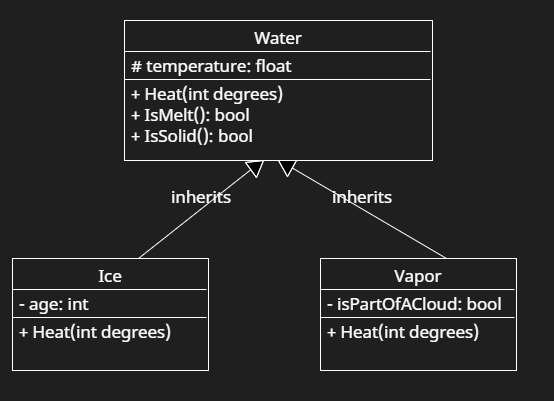 Water
# temperature: float
+ Heat(int degrees)
+ IsMelt(): bool
+ IsSolid(): bool
inherits
inherits
Ice
- age: int
+ Heat(int degrees)
Vapor
- isPartOfACloud: bool
+ Heat(int degrees)